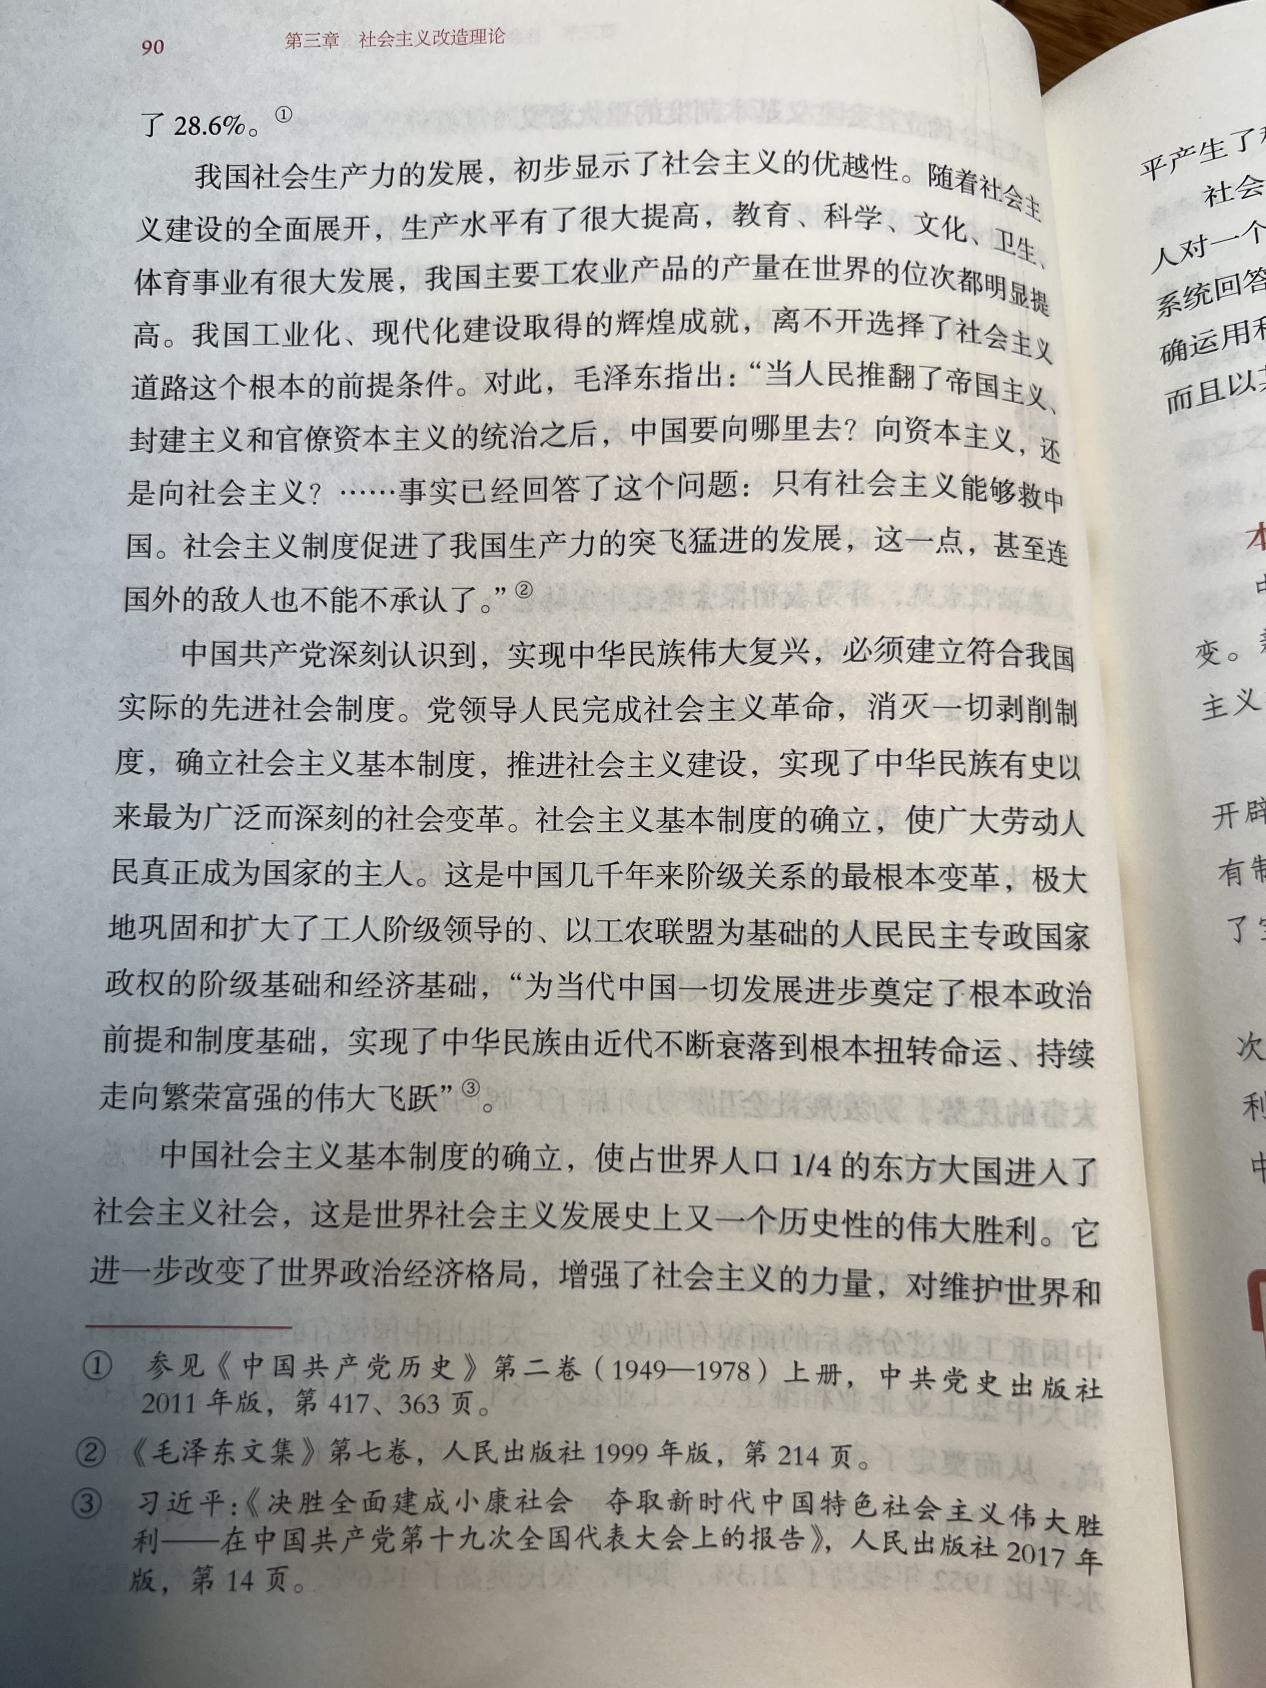 90
第三章 社会主义改造理论
了 28.6%。①
我国社会生产力的发展，初步显示了社会主义的优越性。随着社会主
义建设的全面展开，生产水平有了很大提高，教育、科学、文化、卫生、
体育事业有很大发展，我国主要工农业产品的产量在世界的位次都明显提
高。我国工业化、现代化建设取得的辉煌成就，离不开选择了社会主义
道路这个根本的前提条件。对此，毛泽东指出：“当人民推翻了帝国主义、
封建主义和官僚资本主义的统治之后，中国要向哪里去？向资本主义，还
是向社会主义？……事实已经回答了这个问题：只有社会主义能够救中
国。社会主义制度促进了我国生产力的突飞猛进的发展，这一点，甚至连
国外的敌人也不能不承认了。”②
中国共产党深刻认识到，实现中华民族伟大复兴，必须建立符合我国
实际的先进社会制度。党领导人民完成社会主义革命，消灭一切剥削制
度，确立社会主义基本制度，推进社会主义建设，实现了中华民族有史以
来最为广泛而深刻的社会变革。社会主义基本制度的确立，使广大劳动人
民真正成为国家的主人。这是中国几千年来阶级关系的最根本变革，极大
地巩固和扩大了工人阶级领导的、以工农联盟为基础的人民民主专政国家
政权的阶级基础和经济基础，“为当代中国一切发展进步奠定了根本政治
前提和制度基础，实现了中华民族由近代不断衰落到根本扭转命运、持续
走向繁荣富强的伟大飞跃”③。
中国社会主义基本制度的确立，使占世界人口 1/4 的东方大国进入了
社会主义社会，这是世界社会主义发展史上又一个历史性的伟大胜利。它
进一步改变了世界政治经济格局，增强了社会主义的力量，对维护世界和
① 参见《中国共产党历史》第二卷（1949—1978）上册，中共党史出版社
2011 年版，第 417、363 页。
② 《毛泽东文集》第七卷，人民出版社 1999 年版，第 214 页。
③ 习近平：《决胜全面建成小康社会 夺取新时代中国特色社会主义伟大胜
利——在中国共产党第十九次全国代表大会上的报告》，人民出版社 2017 年
版，第 14 页。
平产生了
社会
人对一个
系统回答
确运用
而且以
变。
主义
开辟
有制
了
次
利
中